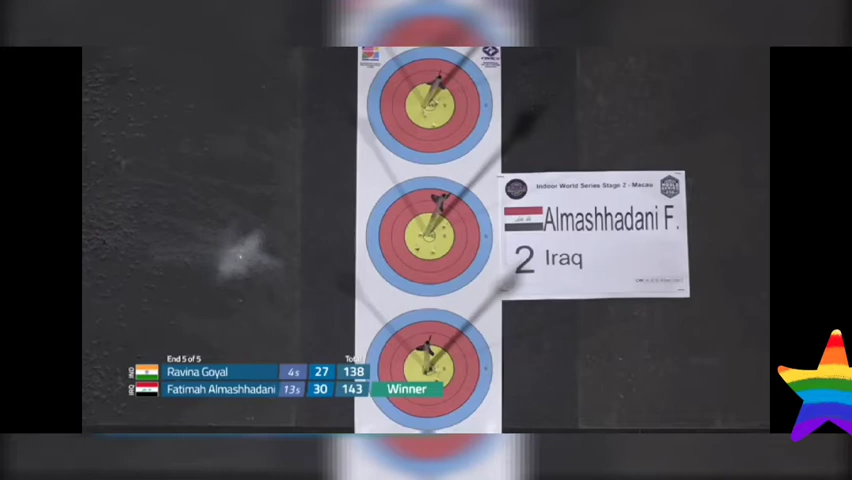 Indoor World Series Stage 2 - Macau
Almashhadani F.
2 Iraq
End 5 of 5 Total
IND Ravina Goyal 4s 27 138
IRQ Fatimah Almashhadani 13s 30 143 Winner